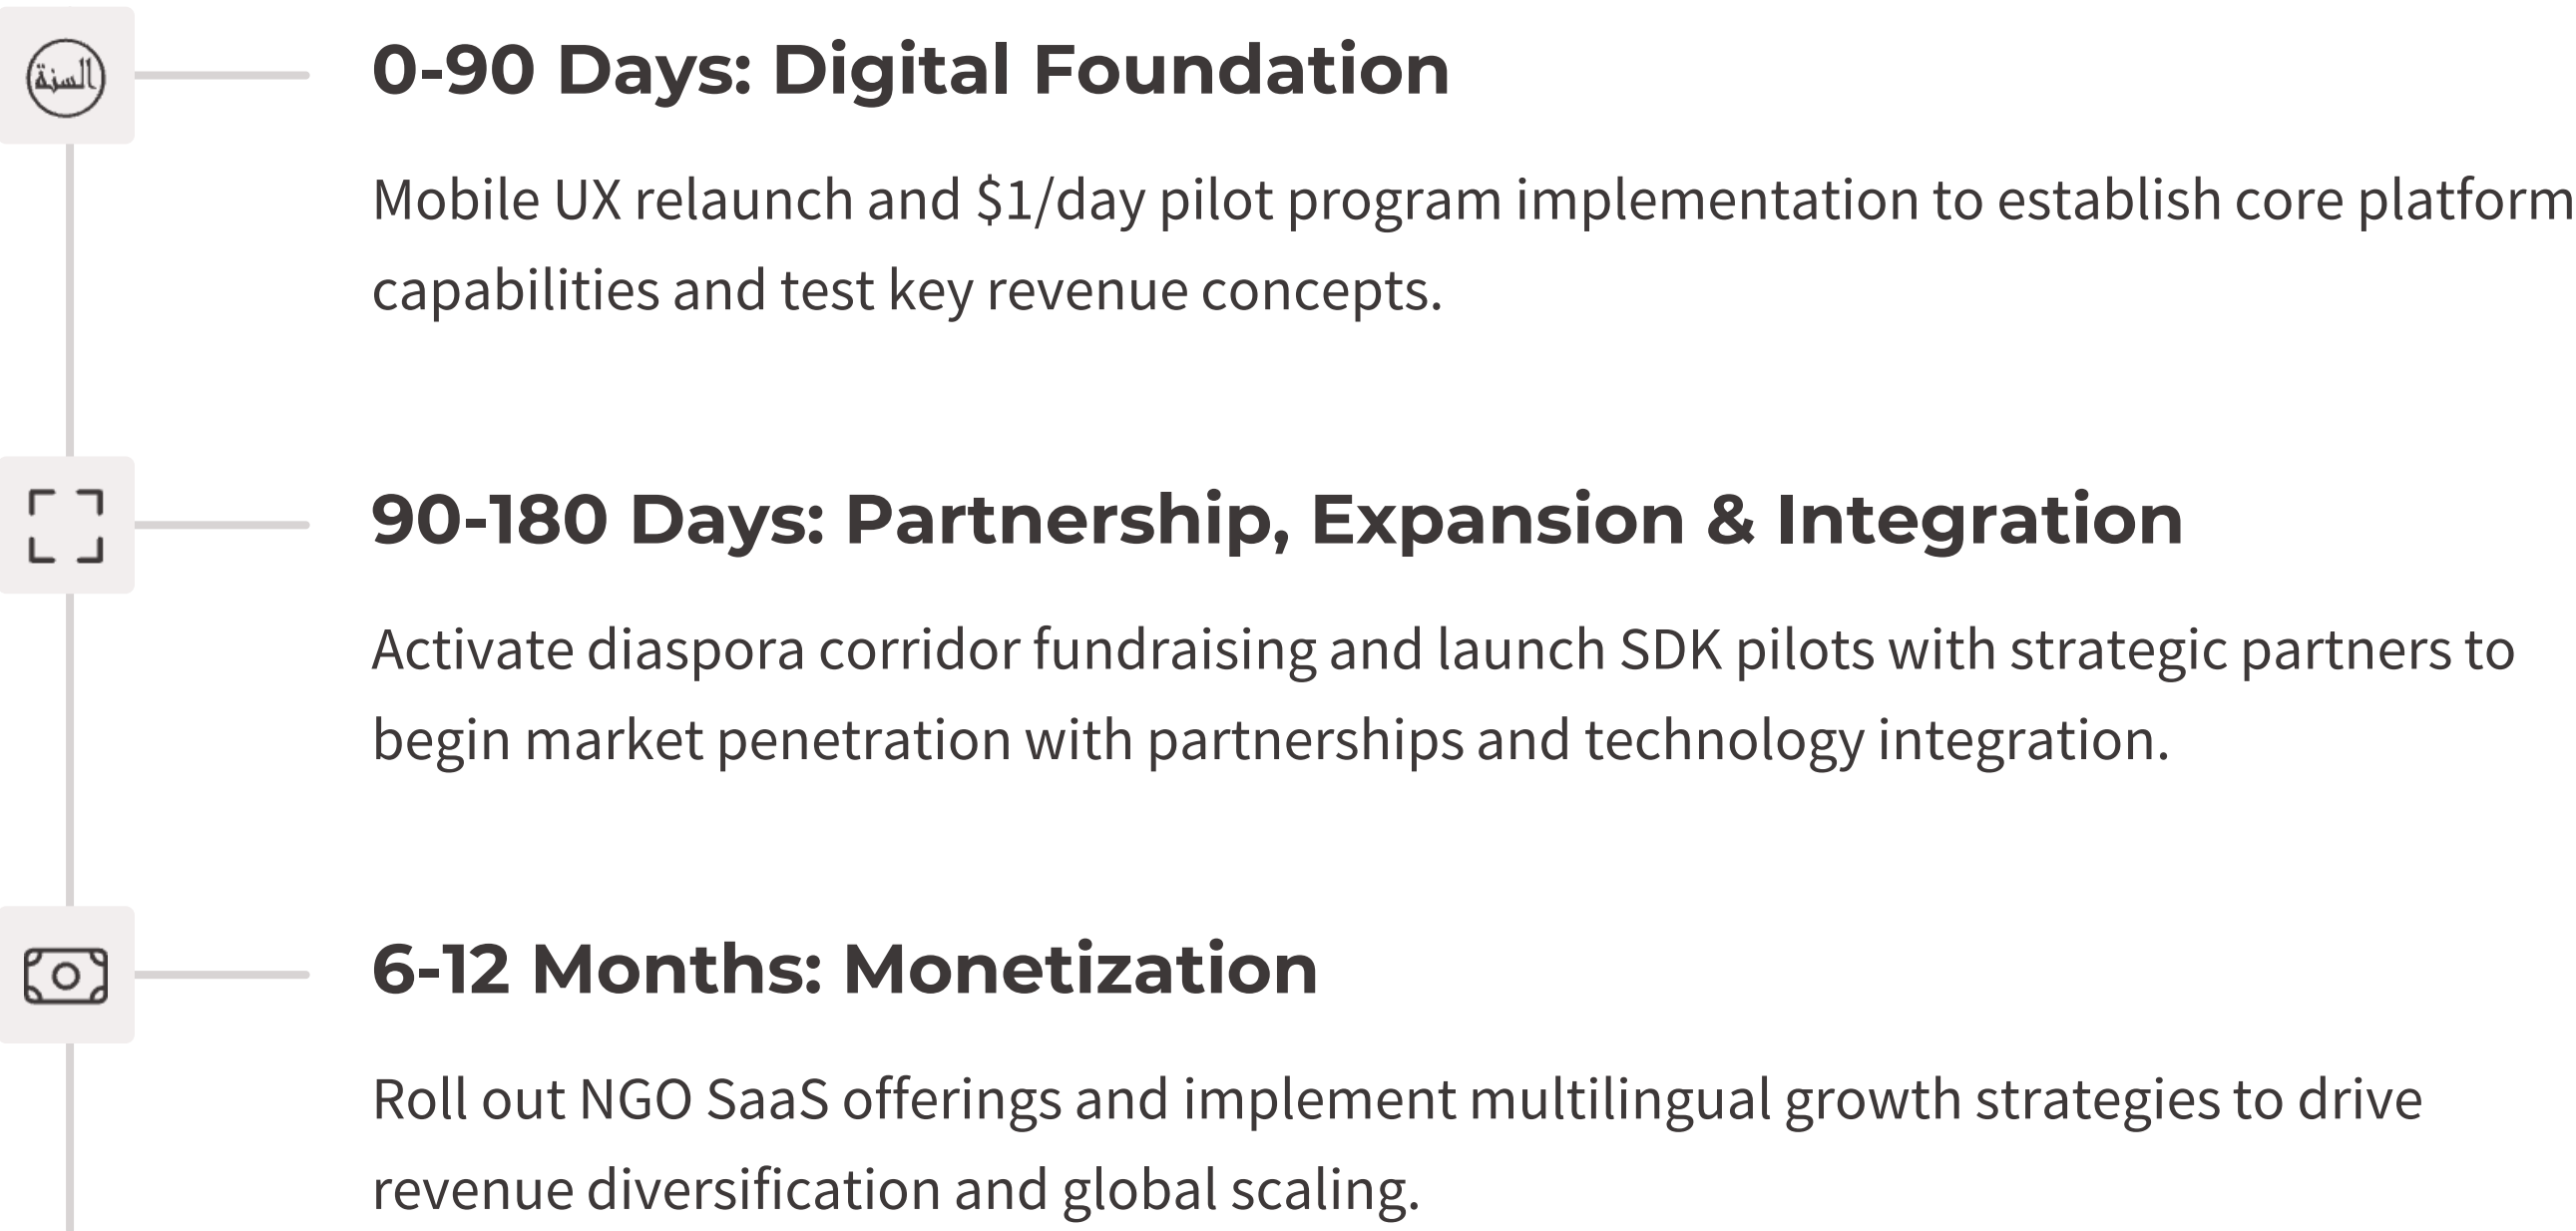 السنة
0-90 Days: Digital Foundation
Mobile UX relaunch and $1/day pilot program implementation to establish core platform
capabilities and test key revenue concepts.
90-180 Days: Partnership, Expansion & Integration
Activate diaspora corridor fundraising and launch SDK pilots with strategic partners to
begin market penetration with partnerships and technology integration.
6-12 Months: Monetization
Roll out NGO SaaS offerings and implement multilingual growth strategies to drive
revenue diversification and global scaling.